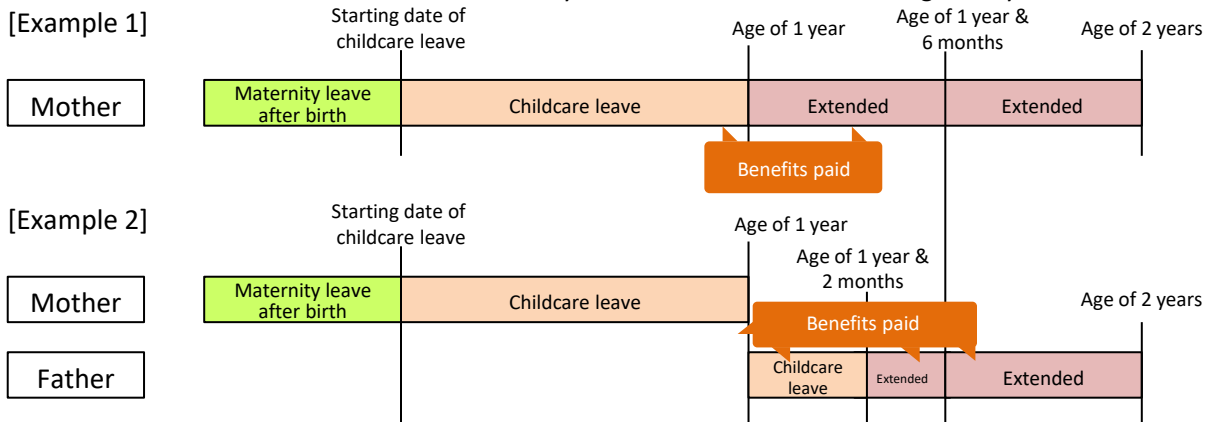 [Example 1]
Starting date of
childcare leave
Age of 1 year
Age of 1 year &
6 months
Age of 2 years
Mother
Maternity leave
after birth
Childcare leave
Extended
Extended
Benefits paid
[Example 2]
Starting date of
childcare leave
Age of 1 year
Age of 1 year &
2 months
Age of 2 years
Mother
Maternity leave
after birth
Childcare leave
Benefits paid
Father
Childcare
leave
Extended
Extended